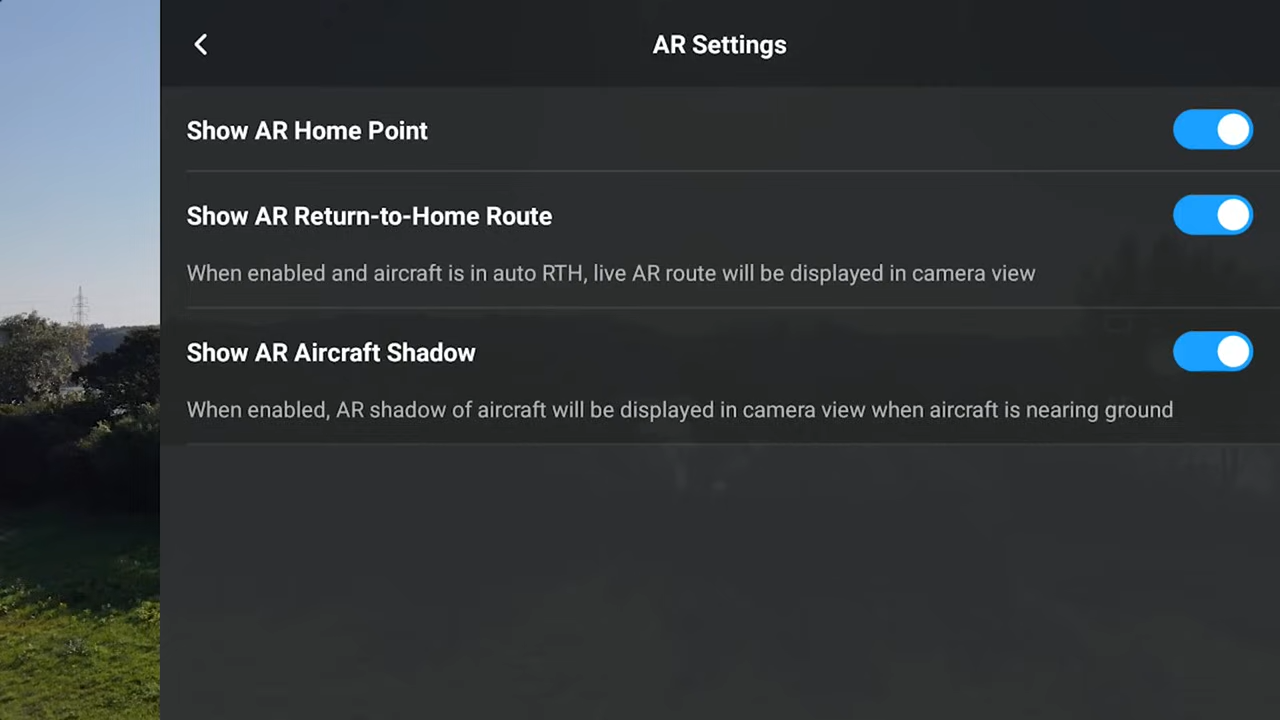 AR Settings
Show AR Home Point
Show AR Return-to-Home Route
When enabled and aircraft is in auto RTH, live AR route will be displayed in camera view
Show AR Aircraft Shadow
When enabled, AR shadow of aircraft will be displayed in camera view when aircraft is nearing ground